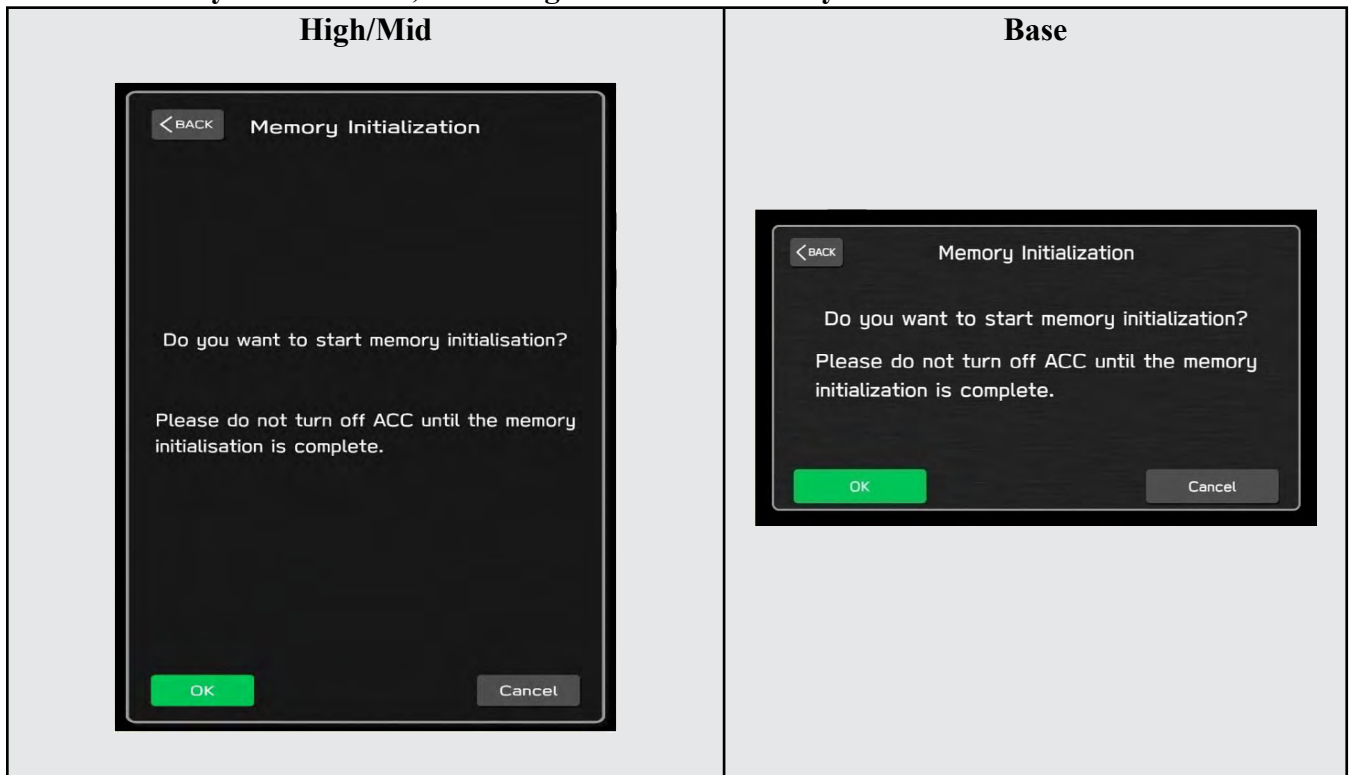 High/Mid
BACK Memory Initialization
Do you want to start memory initialisation?
Please do not turn off ACC until the memory
initialisation is complete.
OK Cancel
Base
BACK Memory Initialization
Do you want to start memory initialization?
Please do not turn off ACC until the memory
initialization is complete.
OK Cancel